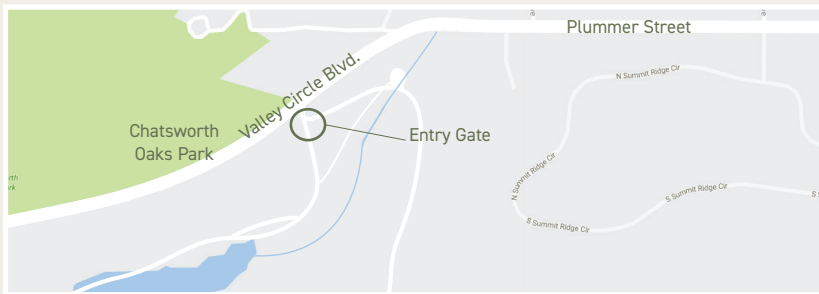 Plummer Street
N Summit Ridge Cir
Valley Circle Blvd.
Chatsworth
Oaks Park
Entry Gate
N Summit Ridge Cir
S Summit Ridge Cir
S Summit Ridge Cir